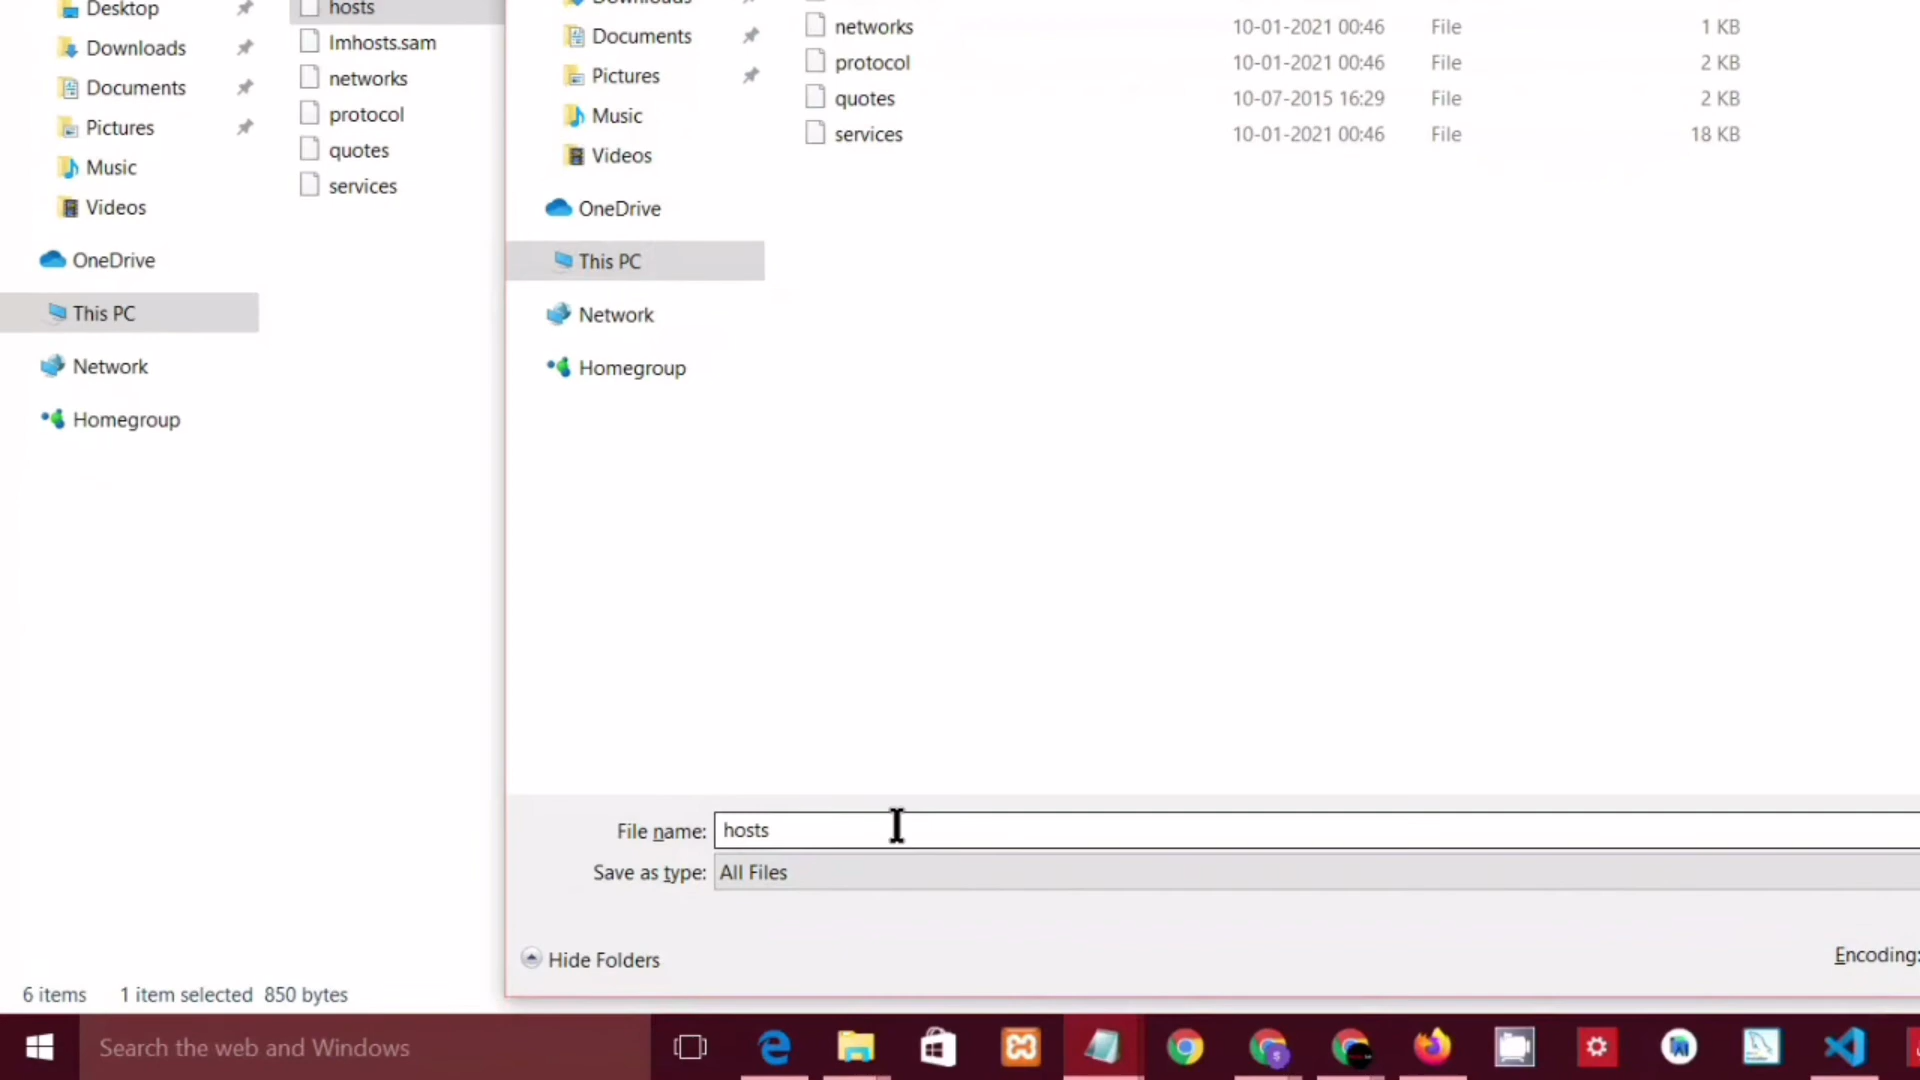 Desktop
hosts
Downloads
lmhosts.sam
Documents
networks
Pictures
protocol
Music
quotes
Videos
services
OneDrive
This PC
Network
Homegroup
6 items 1 item selected 850 bytes
Downloads
Documents
Pictures
Music
Videos
OneDrive
This PC
Network
Homegroup
networks 10-01-2021 00:46 File 1 KB
protocol 10-01-2021 00:46 File 2 KB
quotes 10-07-2015 16:29 File 2 KB
services 10-01-2021 00:46 File 18 KB
File name: hosts
Save as type: All Files
Hide Folders
Encoding:
Search the web and Windows